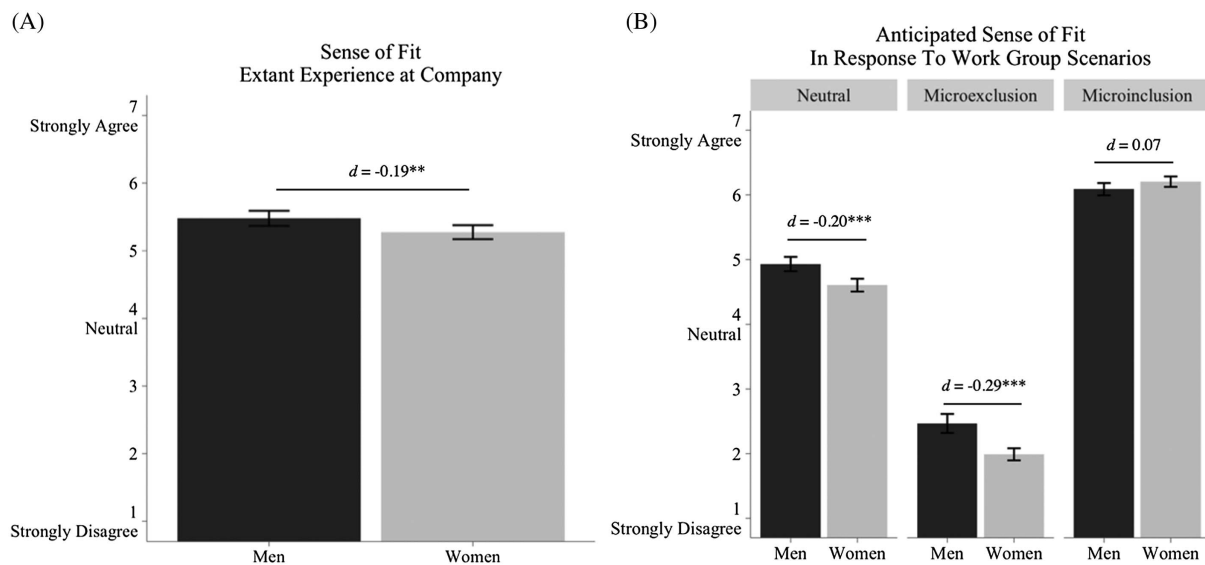 (A)
Sense of Fit
Extant Experience at Company
7
Strongly Agree
6
5
4
Neutral
3
2
1
Strongly Disagree
d = -0.19**
Men
Women
(B)
Anticipated Sense of Fit
In Response To Work Group Scenarios
Neutral
Microexclusion
Microinclusion
7
Strongly Agree
6
5
4
Neutral
3
2
1
Strongly Disagree
d = -0.20***
d = -0.29***
d = 0.07
Men
Women
Men
Women
Men
Women